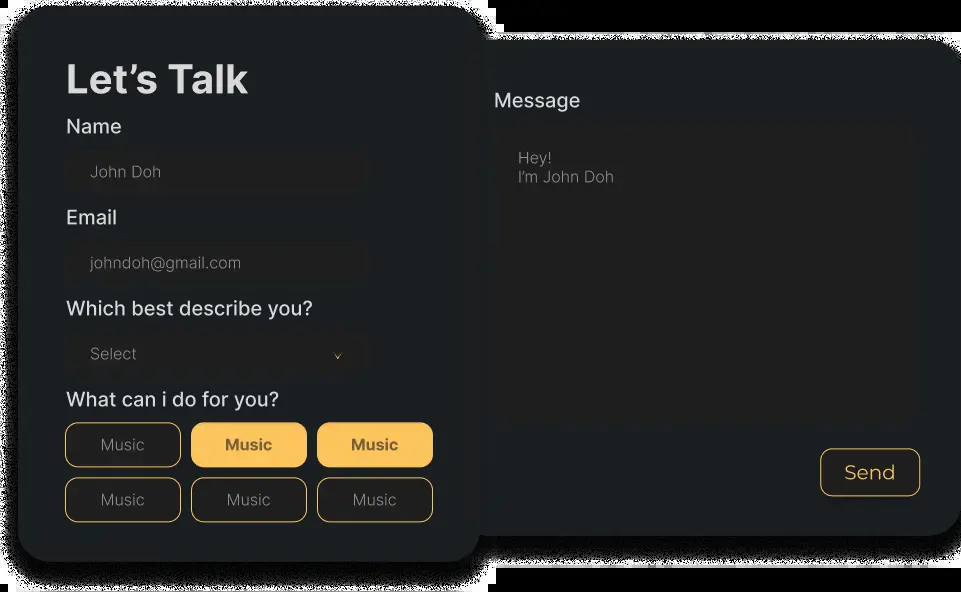 Let’s Talk
Name
John Doh
Email
johndoh@gmail.com
Which best describe you?
Select
What can i do for you?
Music Music Music
Music Music Music
Message
Hey!
I’m John Doh
Send